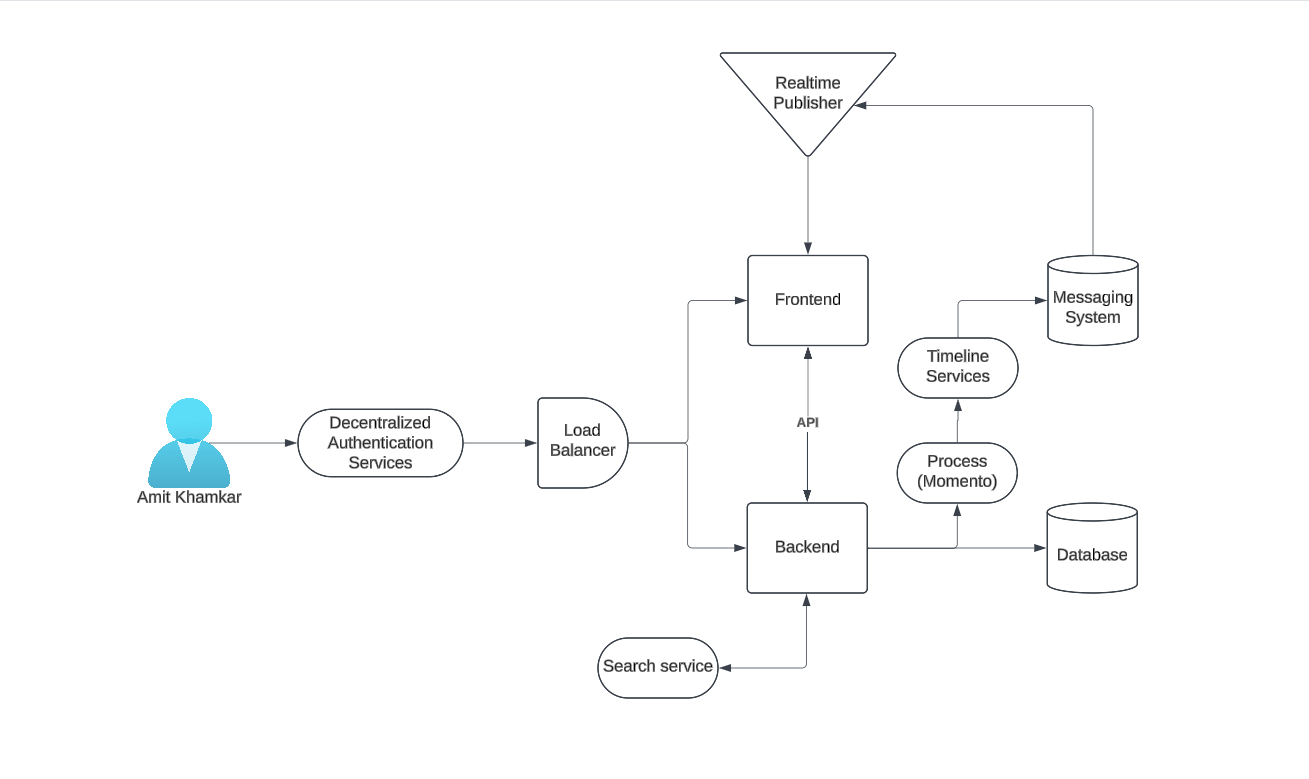 Realtime
Publisher
Frontend
Messaging
System
Timeline
Services
Decentralized
Authentication
Services
Load
Balancer
API
Process
(Momento)
Amit Khamkar
Backend
Database
Search service